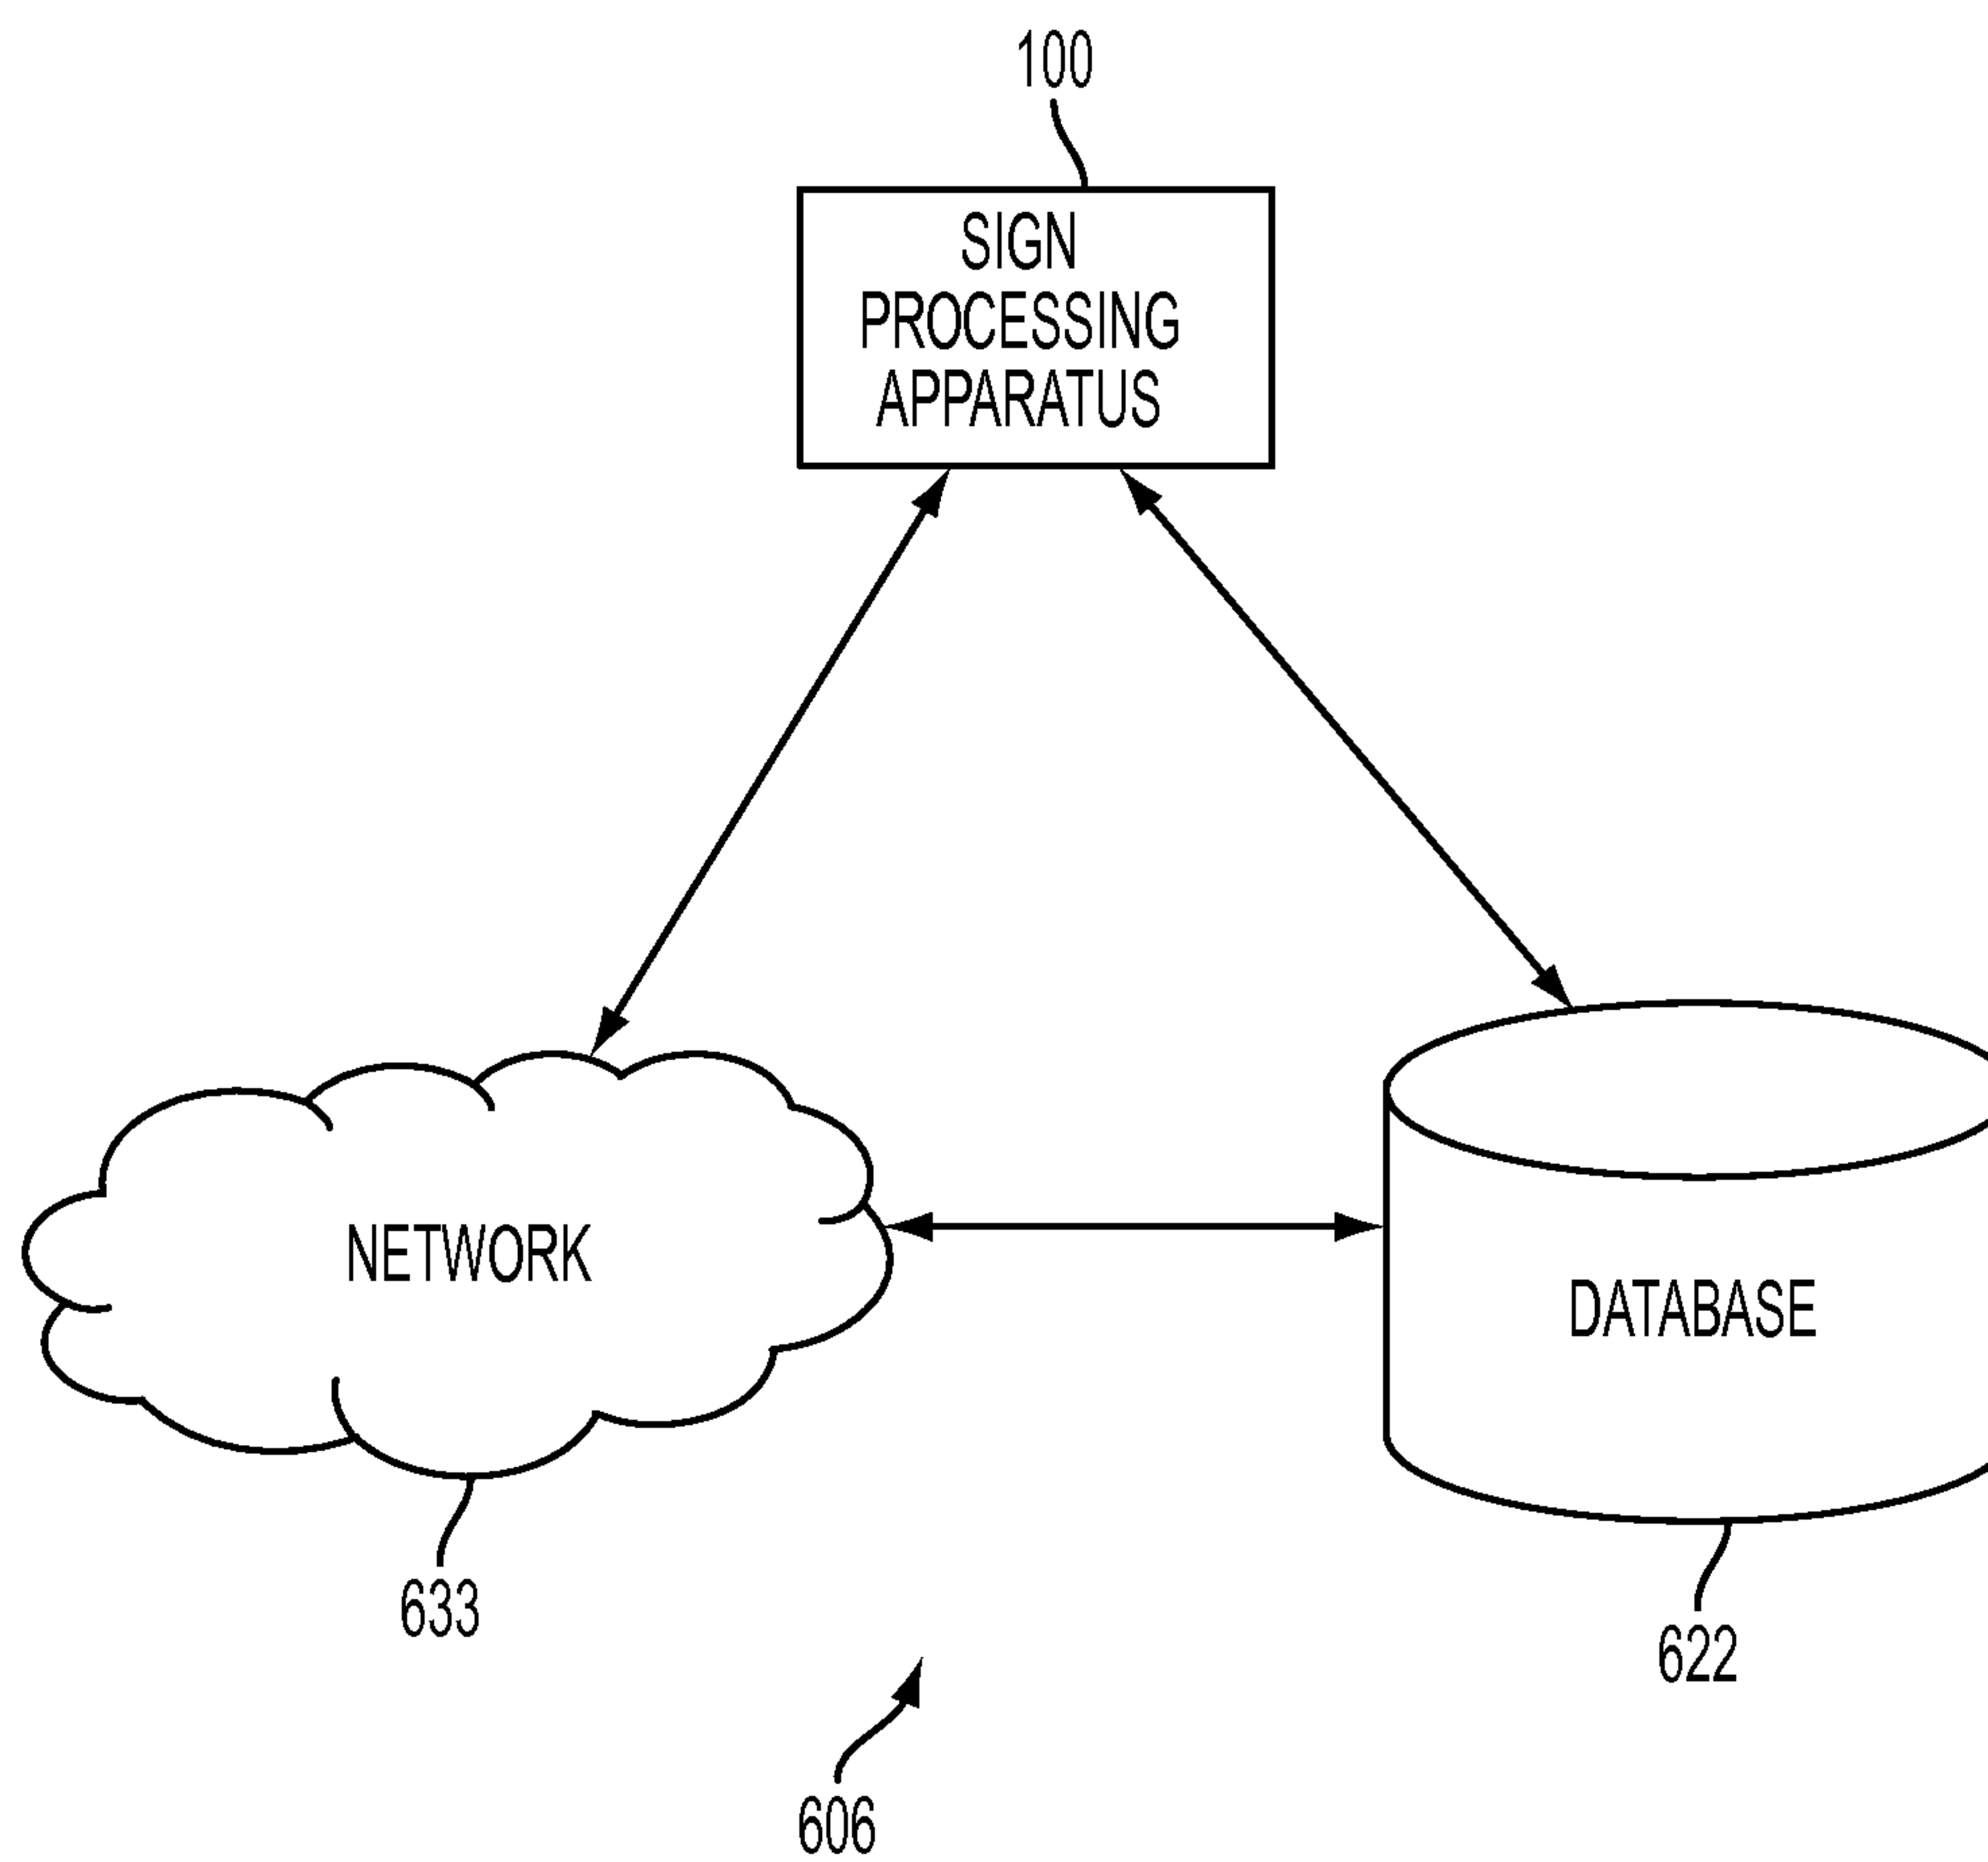 100
SIGN
PROCESSING
APPARATUS
NETWORK
DATABASE
633
622
606